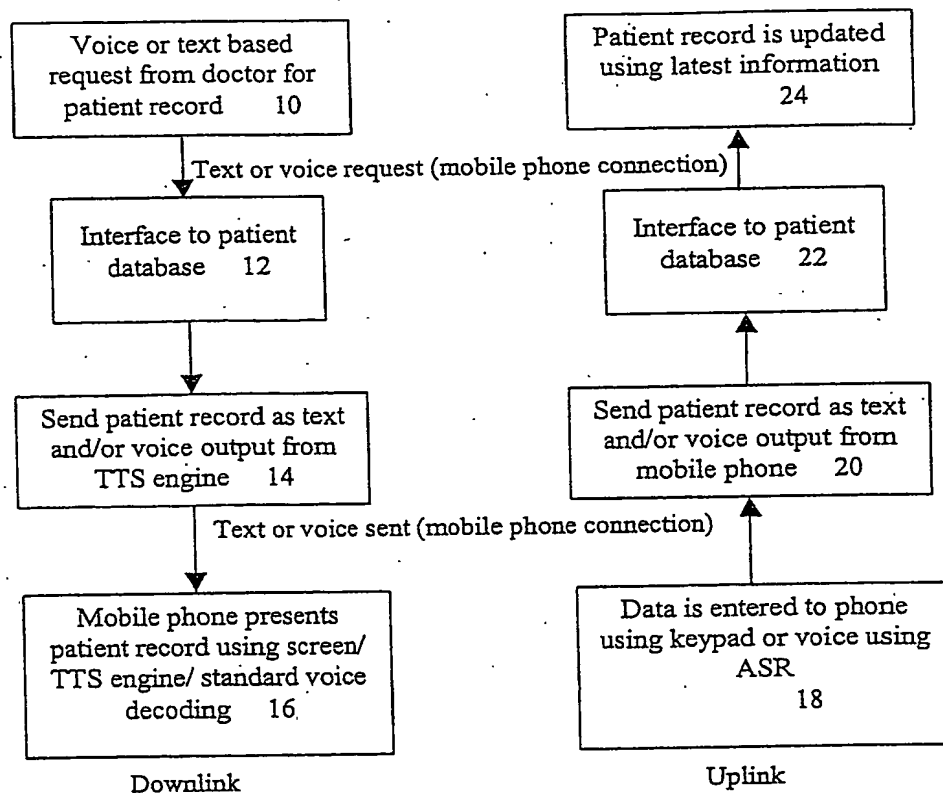 Voice or text based
request from doctor for
patient record 10
Text or voice request (mobile phone connection)
Interface to patient
database 12
Send patient record as text
and/or voice output from
TTS engine 14
Text or voice sent (mobile phone connection)
Mobile phone presents
patient record using screen/
TTS engine/ standard voice
decoding 16
Downlink
Patient record is updated
using latest information
24
Interface to patient
database 22
Send patient record as text
and/or voice output from
mobile phone 20
Data is entered to phone
using keypad or voice using
ASR
18
Uplink